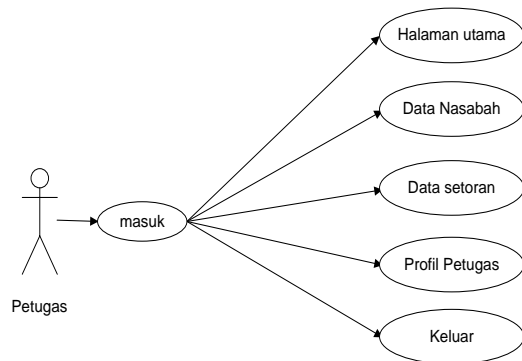 Halaman utama
Data Nasabah
Data setoran
masuk
Profil Petugas
Petugas
Keluar